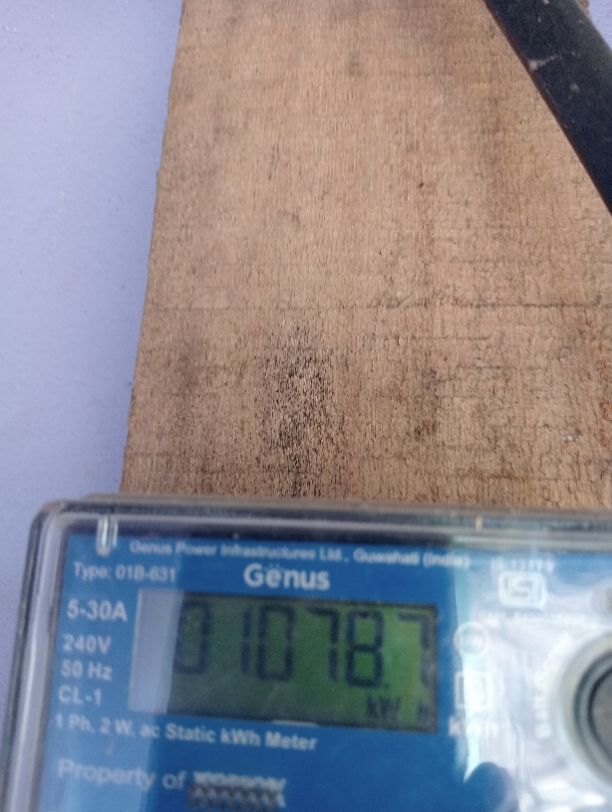 Genus Power Infrastructures Ltd., Guwahati (India)
Type: 01B-631
Genus
5-30A
240V
50 Hz
CL-1
01078.7
kW h
1 Ph, 2 W, ac Static kWh Meter
Property of